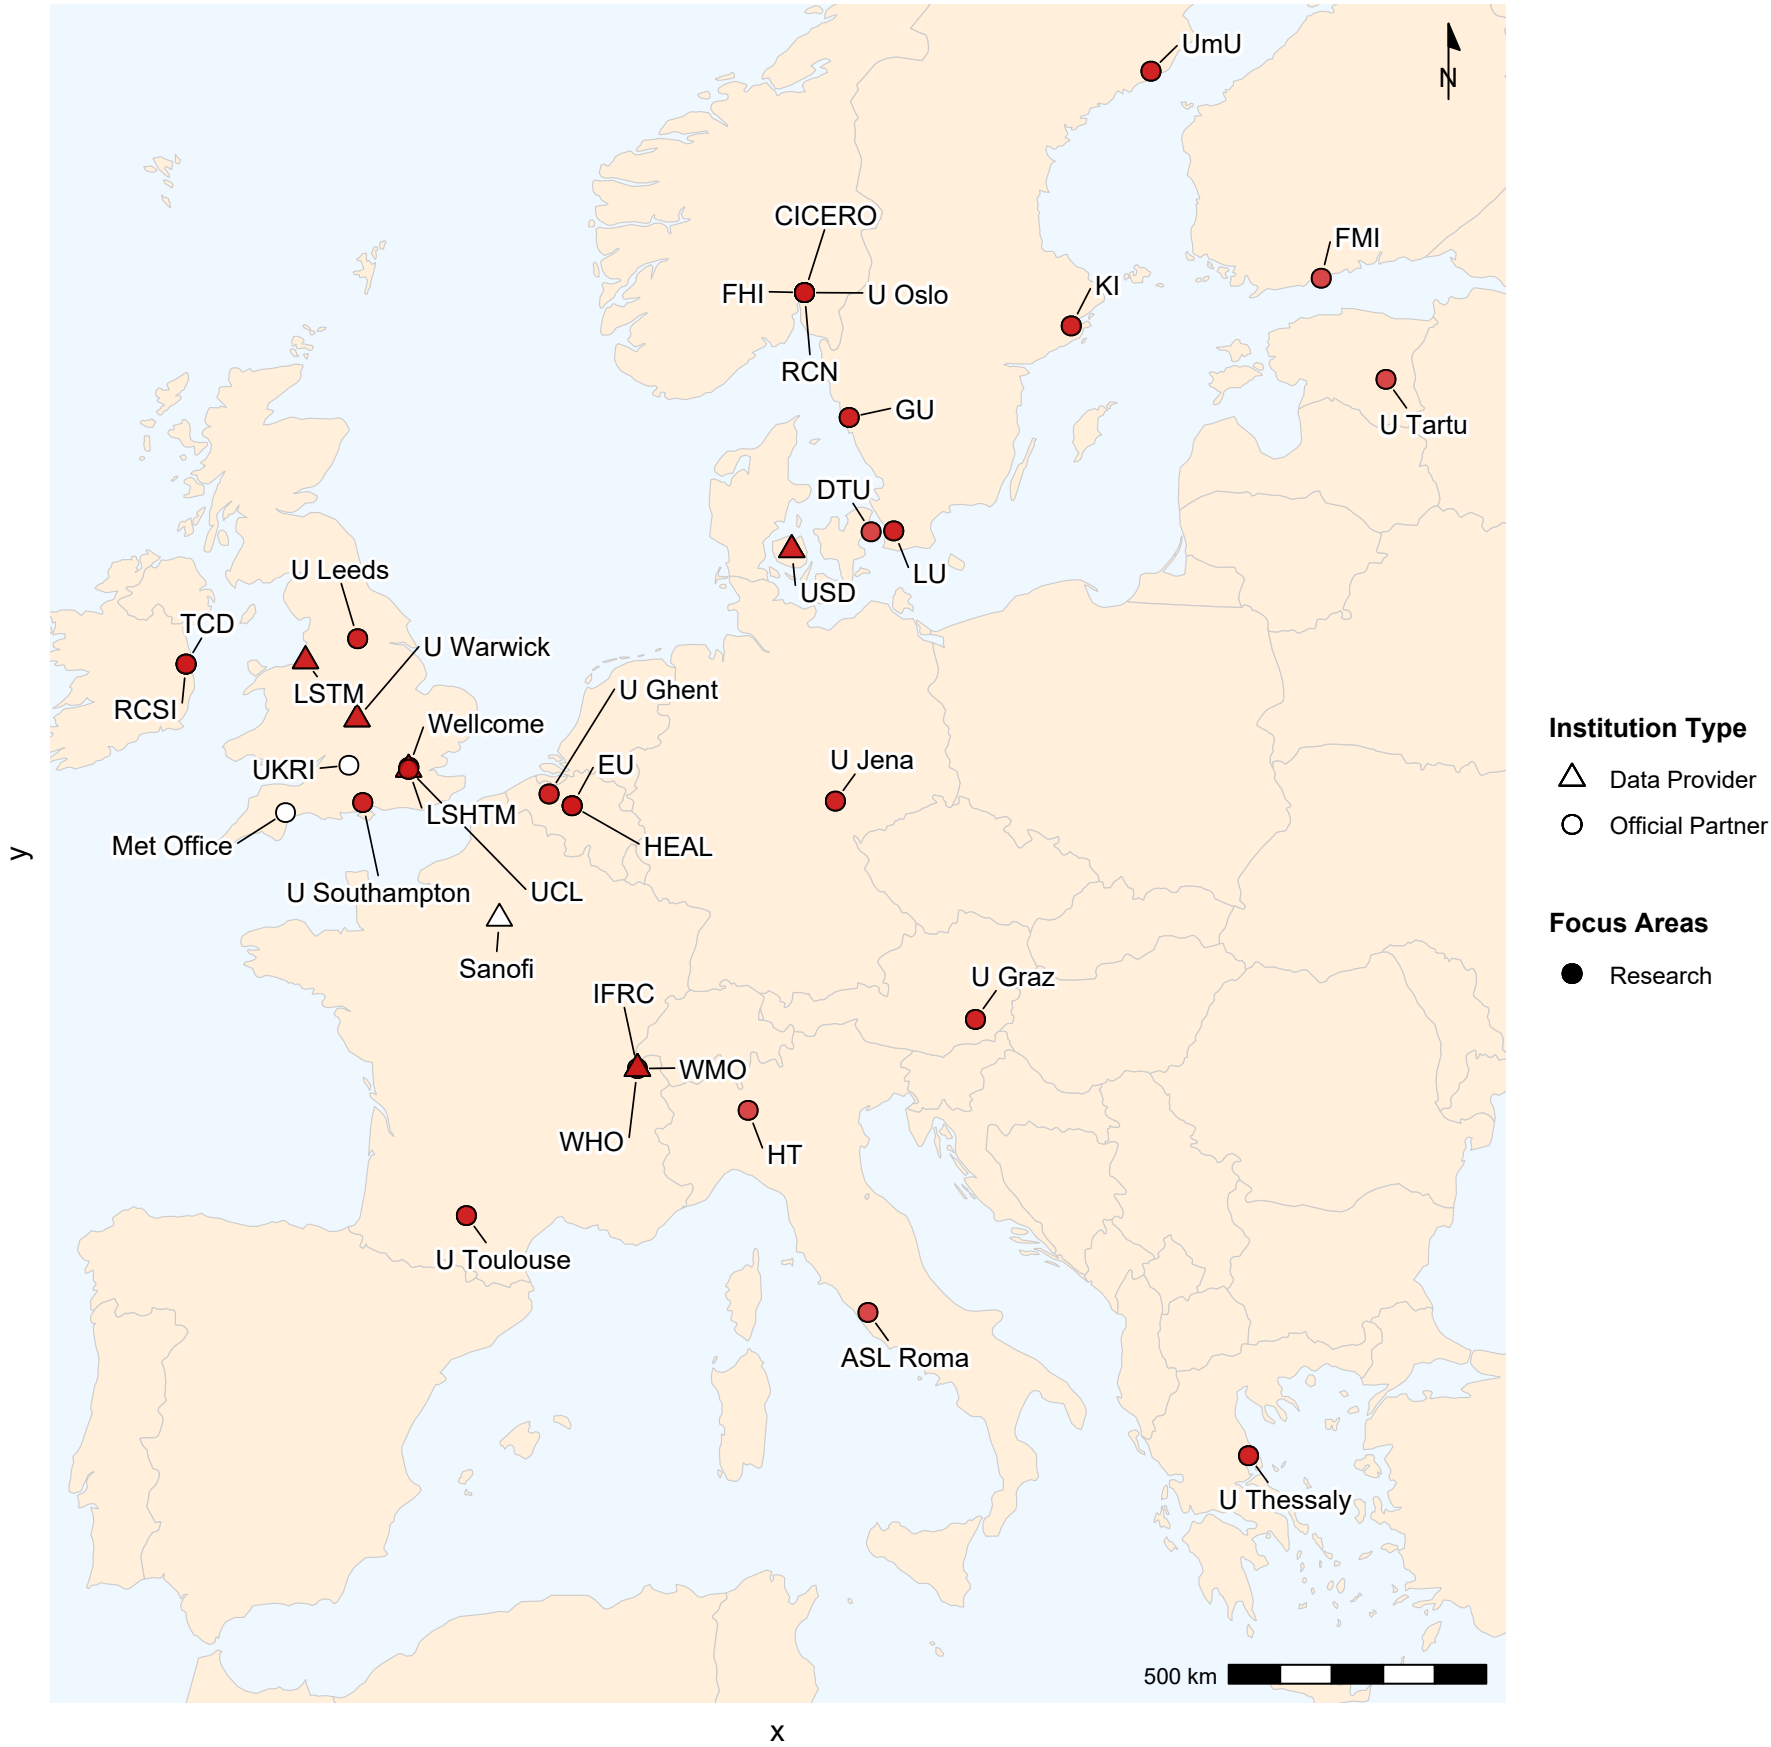 UmU
N
CICERO
FMI
FHI
U Oslo
KI
RCN
GU
U Tartu
DTU
U Leeds
LU
USD
TCD
U Warwick
LSTM
U Ghent
RCSI
Wellcome
Institution Type
UKRI
EU
U Jena
Data Provider
LSHTM
Official Partner
Met Office
HEAL
y
U Southampton
UCL
Focus Areas
Sanofi
U Graz
Research
IFRC
WMO
WHO
HT
U Toulouse
ASL Roma
U Thessaly
500 km
x